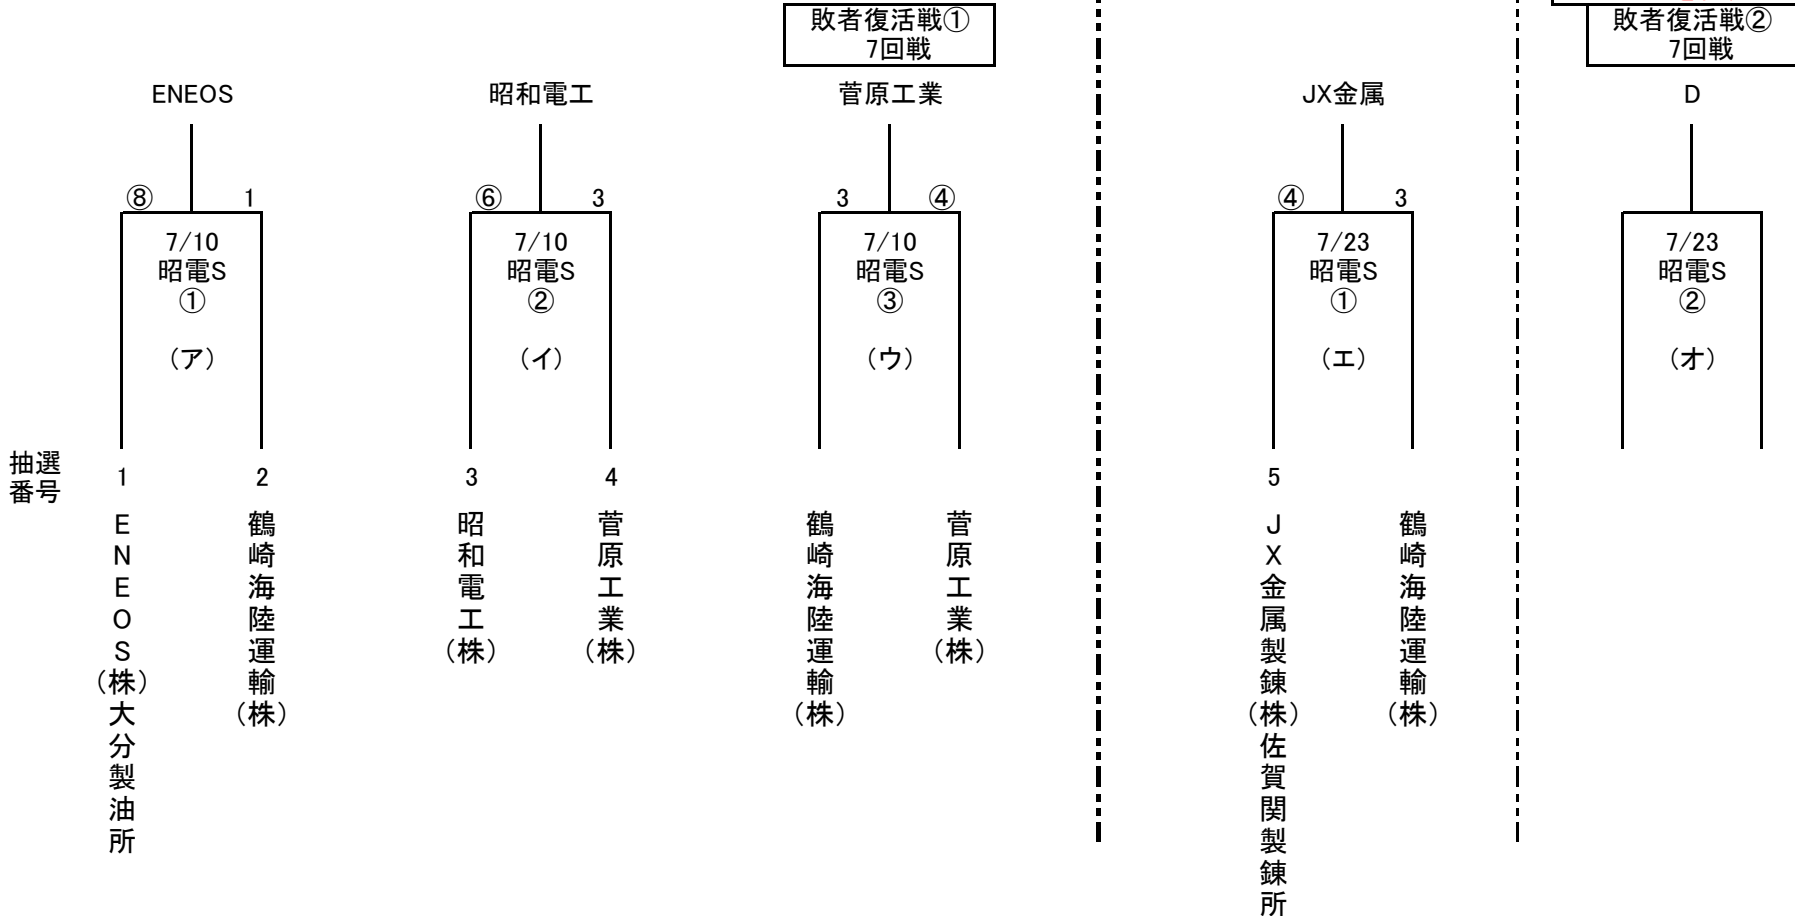 敗者復活戦①
7回戦
敗者復活戦②
7回戦
ENEOS
昭和電工
菅原工業
JX金属
D
⑧ 1
⑥ 3
3 ④
④ 3
7/10
昭電S
①
(ア)
7/10
昭電S
②
(イ)
7/10
昭電S
③
(ウ)
7/23
昭電S
①
(エ)
7/23
昭電S
②
(オ)
抽選
番号
1
2
3
4
5
ENEOS(株)大分製油所
鶴崎海陸運輸(株)
昭和電工(株)
菅原工業(株)
鶴崎海陸運輸(株)
菅原工業(株)
JX金属製錬(株)佐賀関製錬所
鶴崎海陸運輸(株)